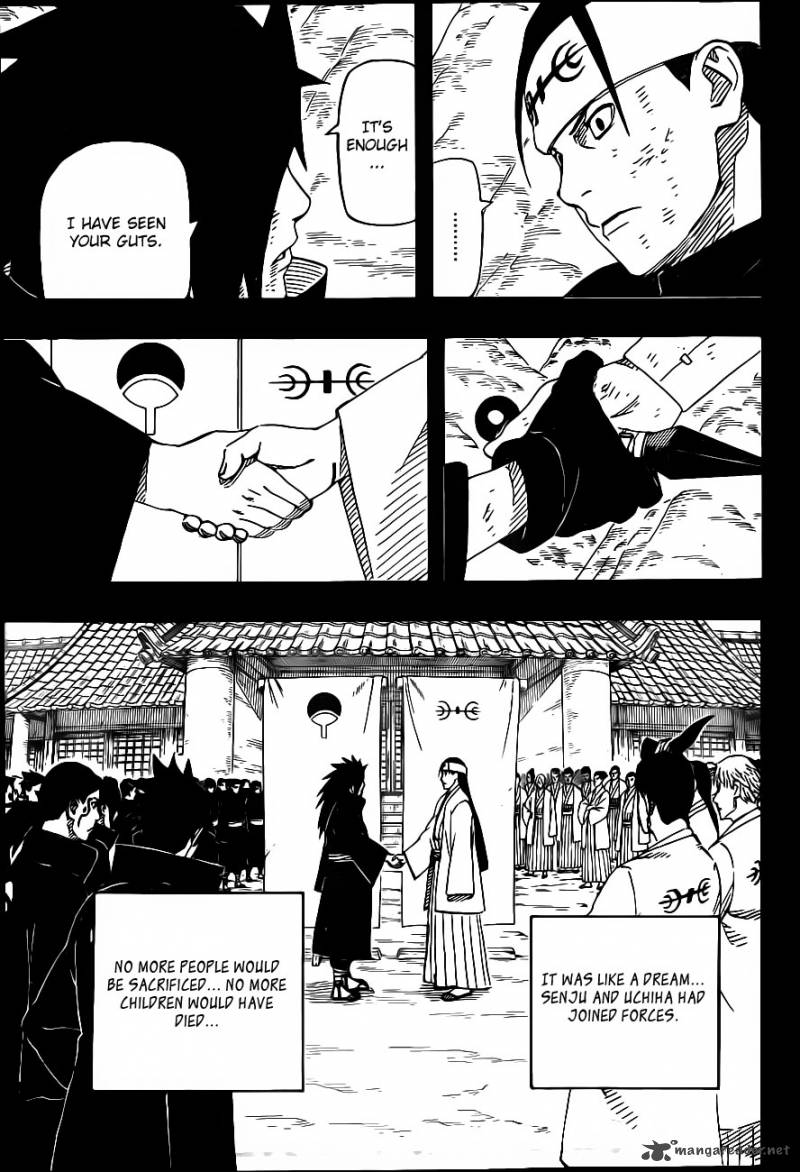 .........
IT'S
ENOUGH
...
I HAVE SEEN
YOUR GUTS.
IT WAS LIKE A DREAM...
SENJU AND UCHIHA HAD
JOINED FORCES.
NO MORE PEOPLE WOULD
BE SACRIFICED... NO MORE
CHILDREN WOULD HAVE
DIED...
mangareader.net